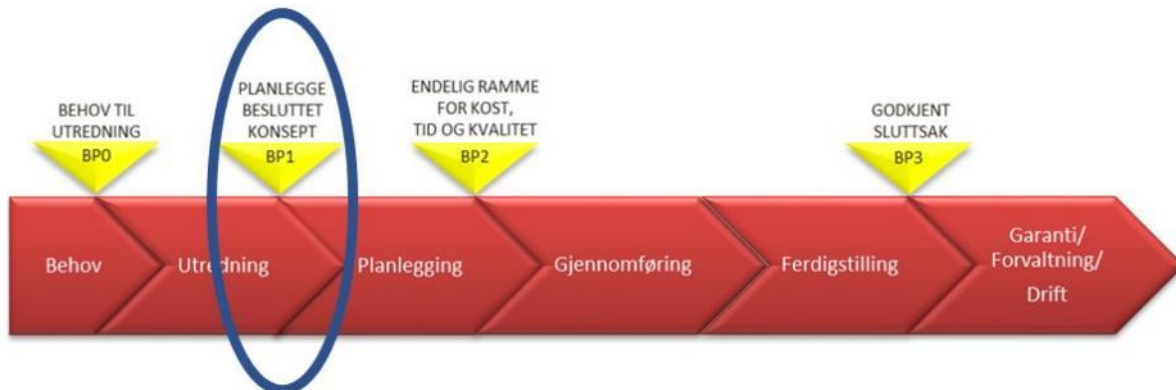 BEHOV TIL
UTREDNING
BP0
PLANLEGGE
BESLUTTET
KONSEPT
BP1
ENDELIG RAMME
FOR KOST,
TID OG KVALITET
BP2
GODKJENT
SLUTTSAK
BP3
Behov
Utredning
Planlegging
Gjennomføring
Ferdigstilling
Garanti/
Forvaltning/
Drift